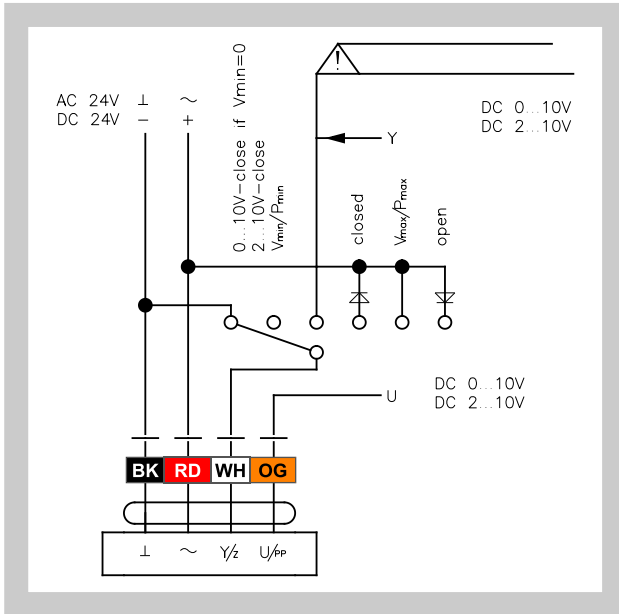 AC 24V ⊥ ~
DC 24V − +
0...10V-close if Vmin=0
2...10V-close
Vmin/Pmin
!
DC 0...10V
DC 2...10V
Y
closed
Vmax/Pmax
open
U
DC 0...10V
DC 2...10V
BK RD WH OG
⊥ ~ Y/Z U/PP